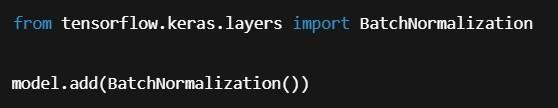 from tensorflow.keras.layers import BatchNormalization
model.add(BatchNormalization())